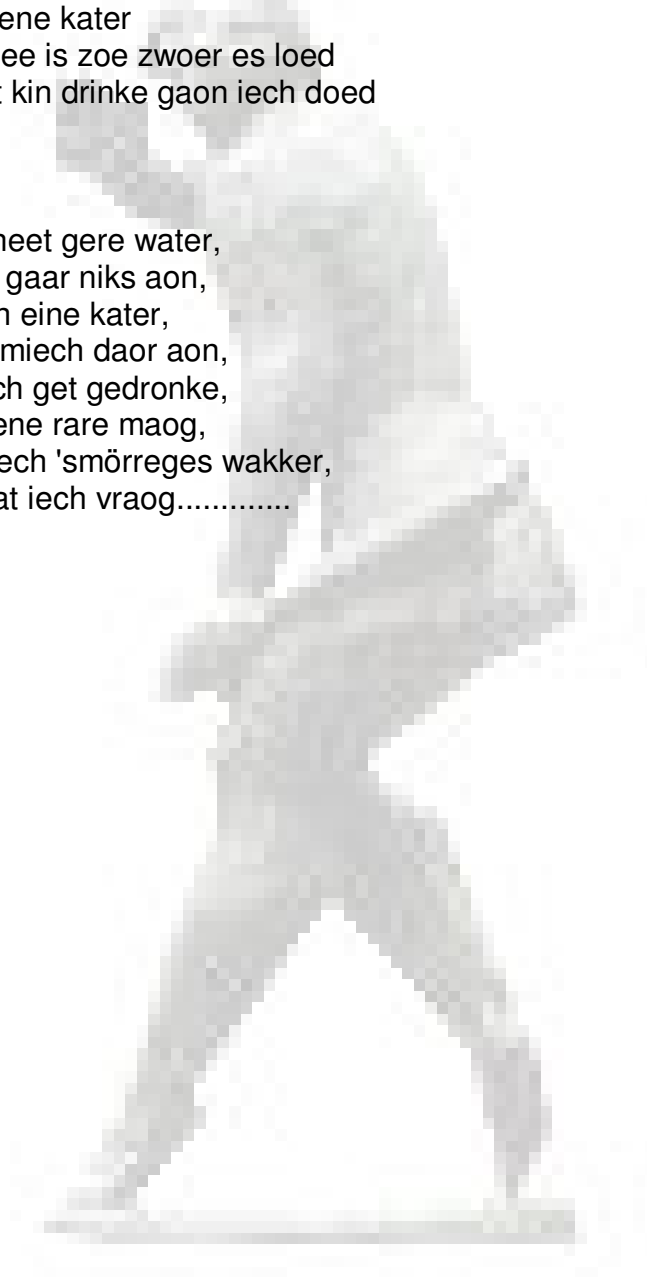 ene kater
ee is zoe zwoer es loed
kin drinke gaon iech doed
neet gere water,
gaar niks aon,
eine kater,
miech daor aon,
ch get gedronke,
ene rare maog,
ech 'smörreges wakker,
at iech vraog.............